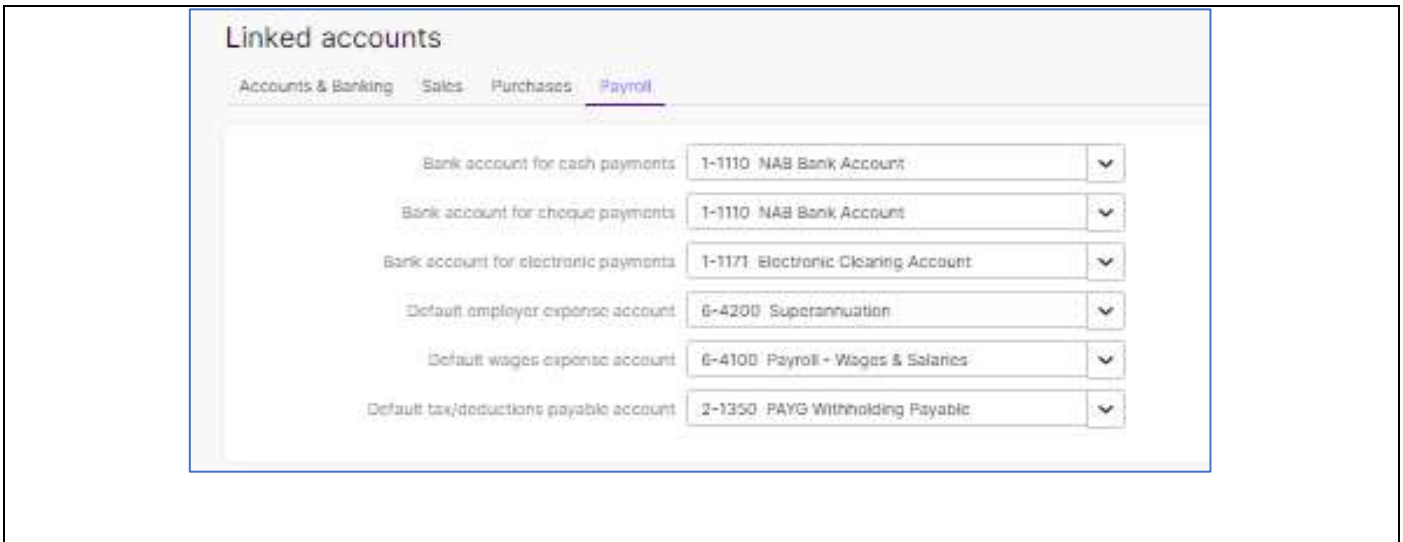 Linked accounts
Accounts & Banking Sales Purchases Payroll
Bank account for cash payments 1-1110 NAB Bank Account
Bank account for cheque payments 1-1110 NAB Bank Account
Bank account for electronic payments 1-1171 Electronic Clearing Account
Default employer expense account 6-4200 Superannuation
Default wages expense account 6-4100 Payroll - Wages & Salaries
Default tax/deductions payable account 2-1350 PAYG Withholding Payable